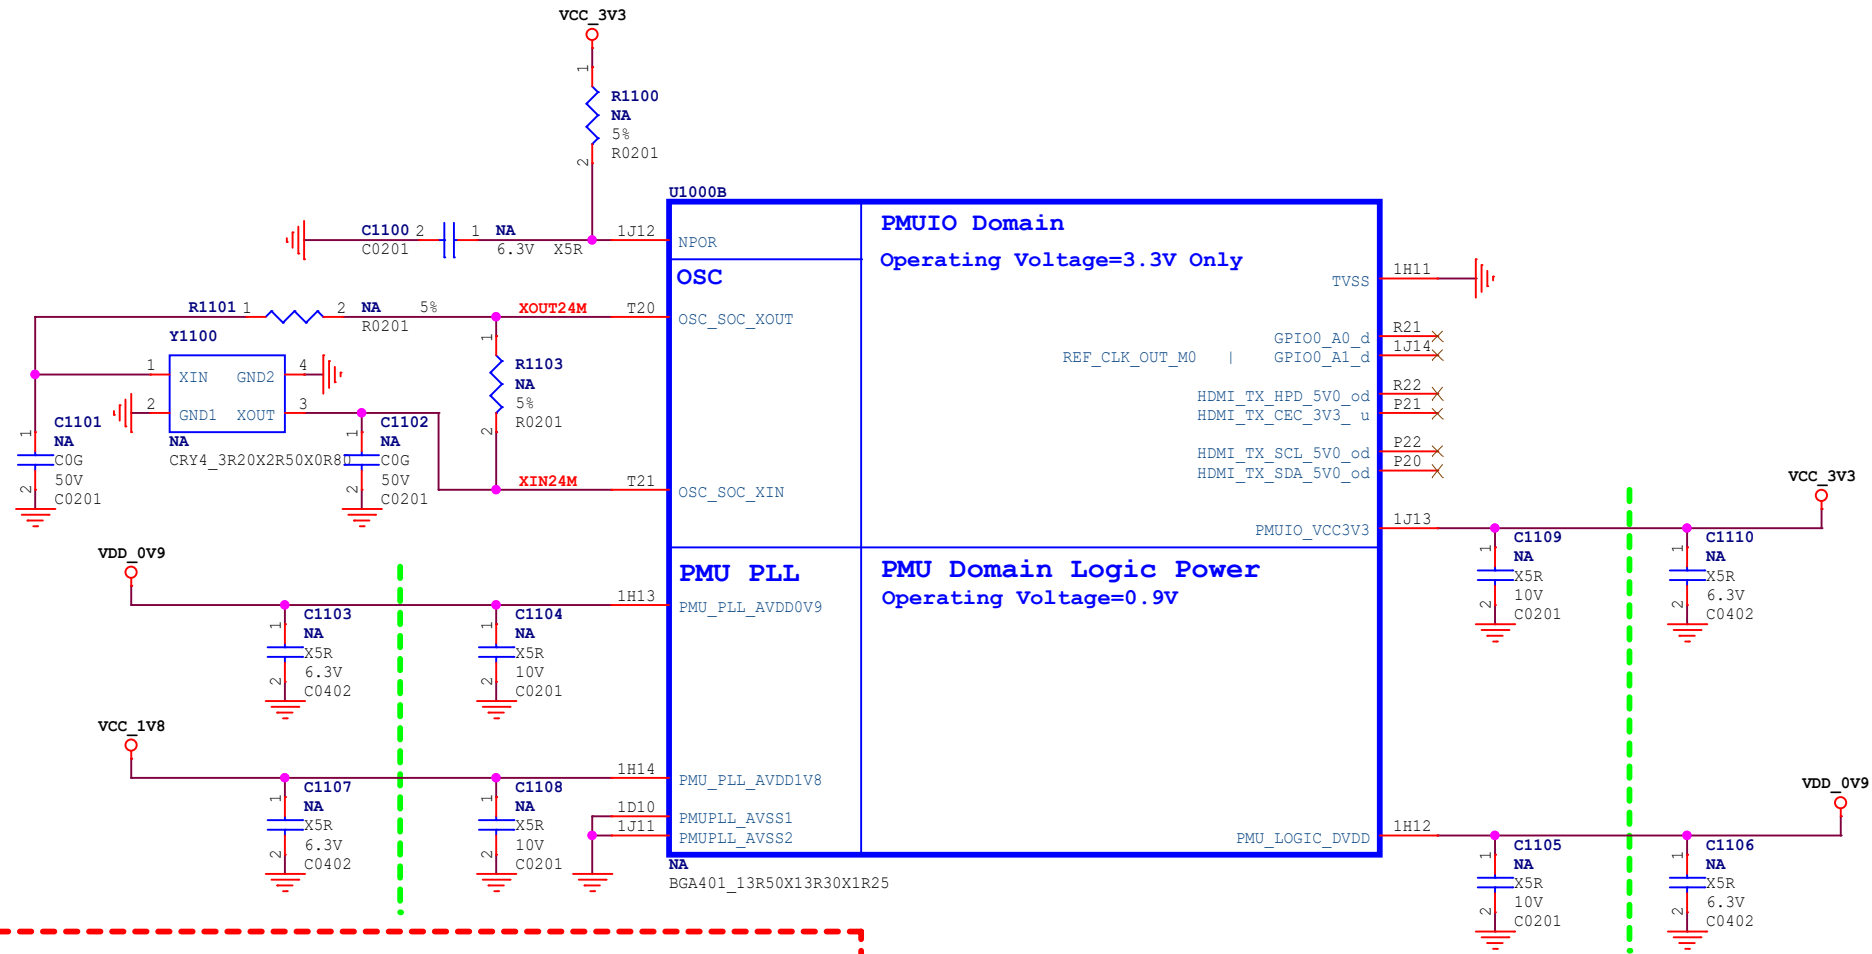 VCC_3V3
1
R1100
NA
5%
R0201
2
U1000B
C1100 2 1 NA
C0201 6.3V X5R
1J12
NPOR
PMUIO Domain
Operating Voltage=3.3V Only
OSC
R1101 1 2 NA 5%
R0201
XOUT24M
T20
OSC_SOC_XOUT
Y1100
1
XIN GND2
4
2
GND1 XOUT
3
NA
CRY4_3R20X2R50X0R80
C1101
1
NA
C0G
50V
2
C0201
C1102
1
NA
C0G
50V
2
C0201
1
R1103
NA
5%
R0201
2
XIN24M
T21
OSC_SOC_XIN
TVSS
1H11
GPIO0_A0_d
R21
REF_CLK_OUT_M0 | GPIO0_A1_d
1J14
HDMI_TX_HPD_5V0_od
R22
HDMI_TX_CEC_3V3_ u
P21
HDMI_TX_SCL_5V0_od
P22
HDMI_TX_SDA_5V0_od
P20
PMUIO_VCC3V3
1J13
VCC_3V3
C1109
1
NA
X5R
10V
2
C0201
C1110
1
NA
X5R
6.3V
2
C0402
VDD_0V9
PMU PLL
PMU Domain Logic Power
Operating Voltage=0.9V
1H13
PMU_PLL_AVDD0V9
C1103
1
NA
X5R
6.3V
2
C0402
C1104
1
NA
X5R
10V
2
C0201
VCC_1V8
1H14
PMU_PLL_AVDD1V8
C1107
1
NA
X5R
6.3V
2
C0402
C1108
1
NA
X5R
10V
2
C0201
1D10
PMUPLL_AVSS1
1J11
PMUPLL_AVSS2
PMU_LOGIC_DVDD
1H12
VDD_0V9
C1105
1
NA
X5R
10V
2
C0201
C1106
1
NA
X5R
6.3V
2
C0402
NA
BGA401_13R50X13R30X1R25